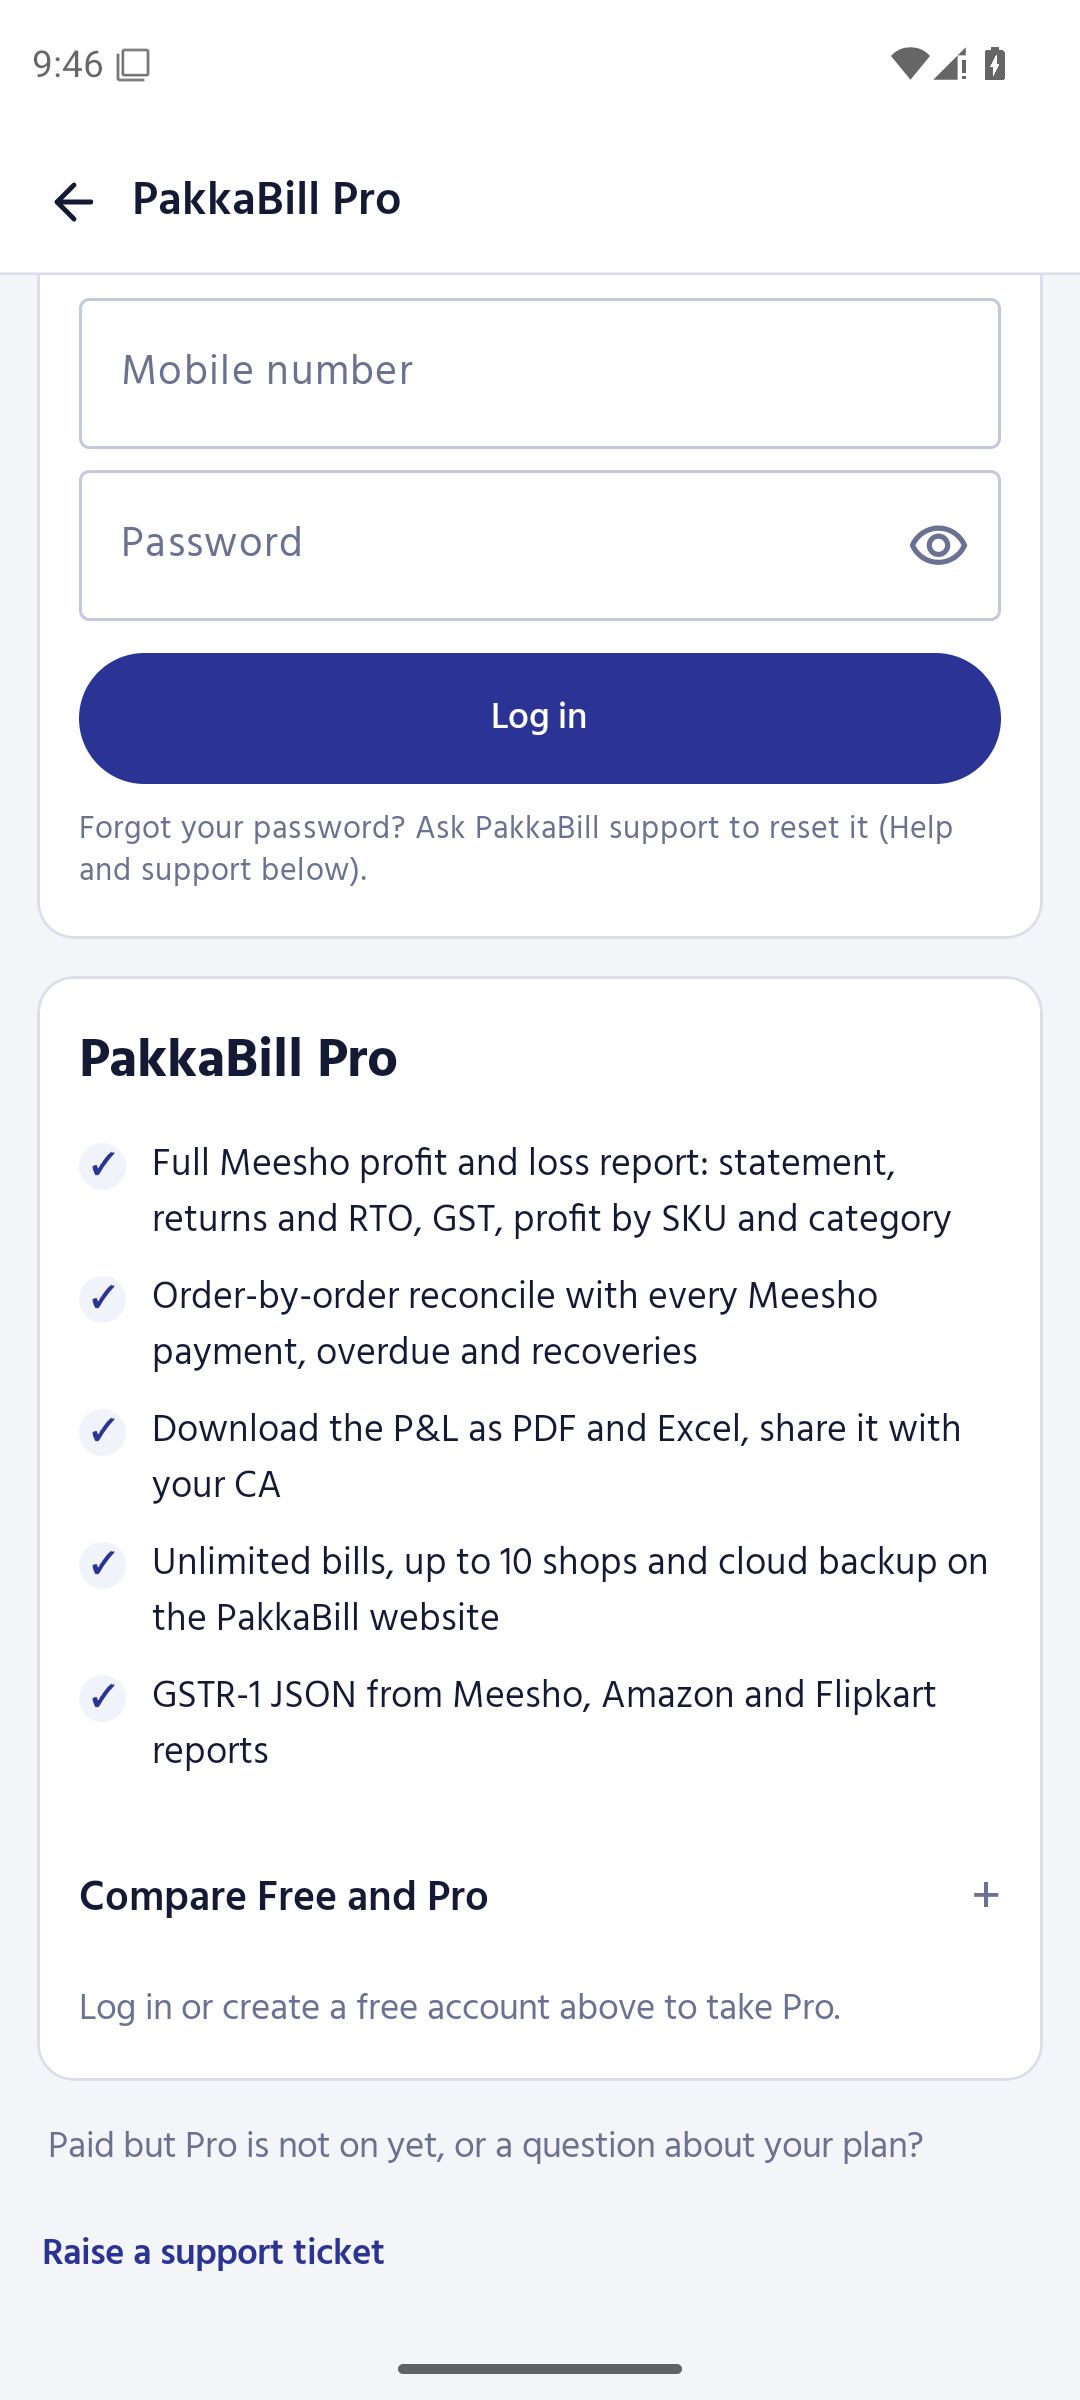 9:46
PakkaBill Pro
Mobile number
Password
Log in
Forgot your password? Ask PakkaBill support to reset it (Help
and support below).
PakkaBill Pro
✓ Full Meesho profit and loss report: statement,
returns and RTO, GST, profit by SKU and category
✓ Order-by-order reconcile with every Meesho
payment, overdue and recoveries
✓ Download the P&L as PDF and Excel, share it with
your CA
✓ Unlimited bills, up to 10 shops and cloud backup on
the PakkaBill website
✓ GSTR-1 JSON from Meesho, Amazon and Flipkart
reports
Compare Free and Pro +
Log in or create a free account above to take Pro.
Paid but Pro is not on yet, or a question about your plan?
Raise a support ticket